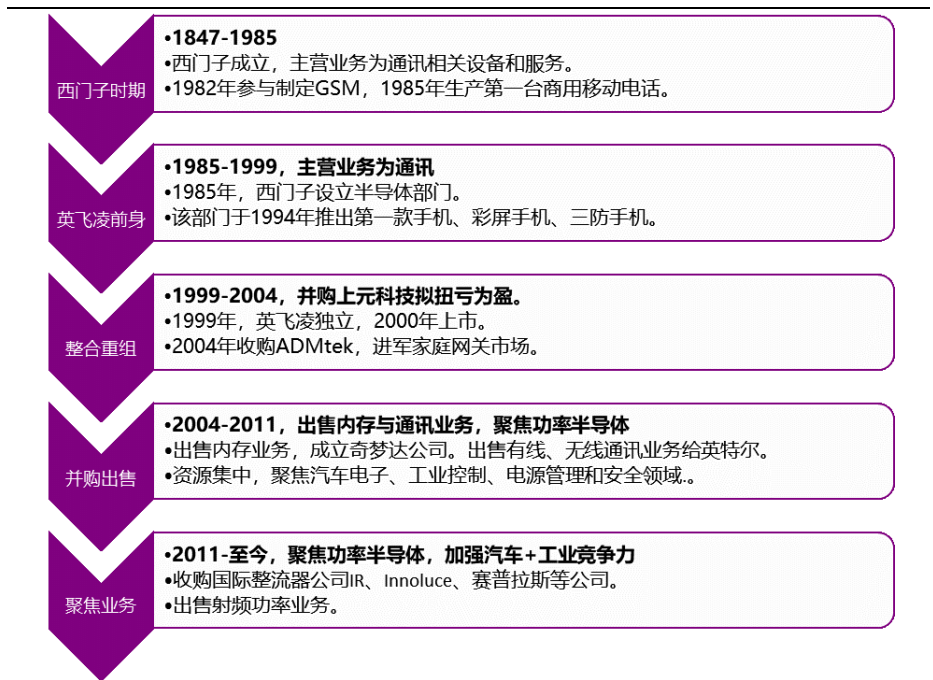 西门子时期
•1847-1985
•西门子成立，主营业务为通讯相关设备和服务。
•1982年参与制定GSM，1985年生产第一台商用移动电话。
英飞凌前身
•1985-1999，主营业务为通讯
•1985年，西门子设立半导体部门。
•该部门于1994年推出第一款手机、彩屏手机、三防手机。
整合重组
•1999-2004，并购上元科技拟扭亏为盈。
•1999年，英飞凌独立，2000年上市。
•2004年收购ADMtek，进军家庭网关市场。
并购出售
•2004-2011，出售内存与通讯业务，聚焦功率半导体
•出售内存业务，成立奇梦达公司。出售有线、无线通讯业务给英特尔。
•资源集中，聚焦汽车电子、工业控制、电源管理和安全领域.。
聚焦业务
•2011-至今，聚焦功率半导体，加强汽车+工业竞争力
•收购国际整流器公司IR、Innoluce、赛普拉斯等公司。
•出售射频功率业务。